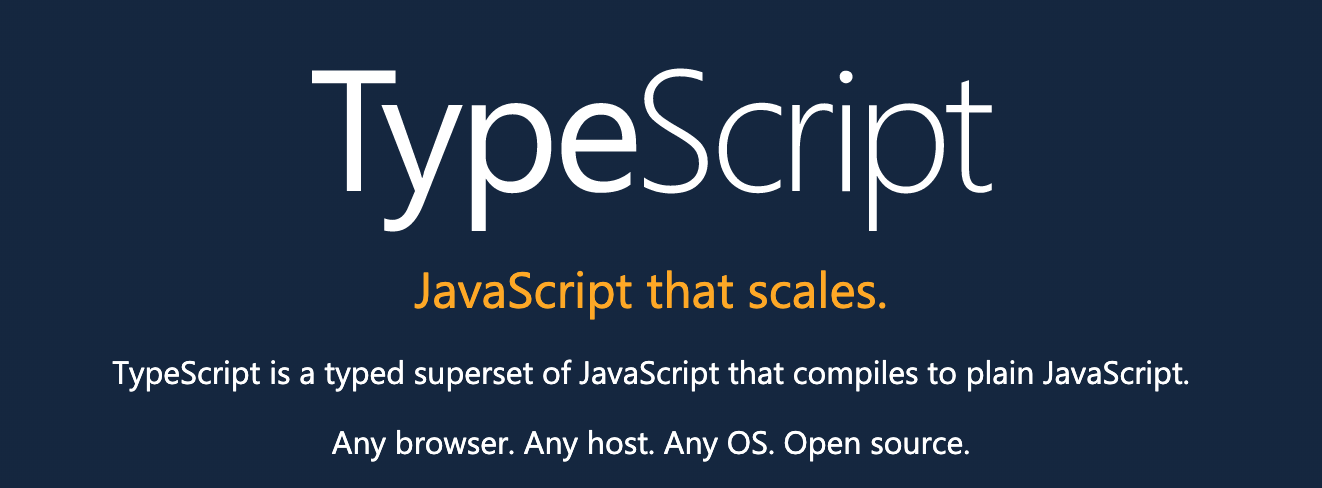 TypeScript
JavaScript that scales.
TypeScript is a typed superset of JavaScript that compiles to plain JavaScript.
Any browser. Any host. Any OS. Open source.